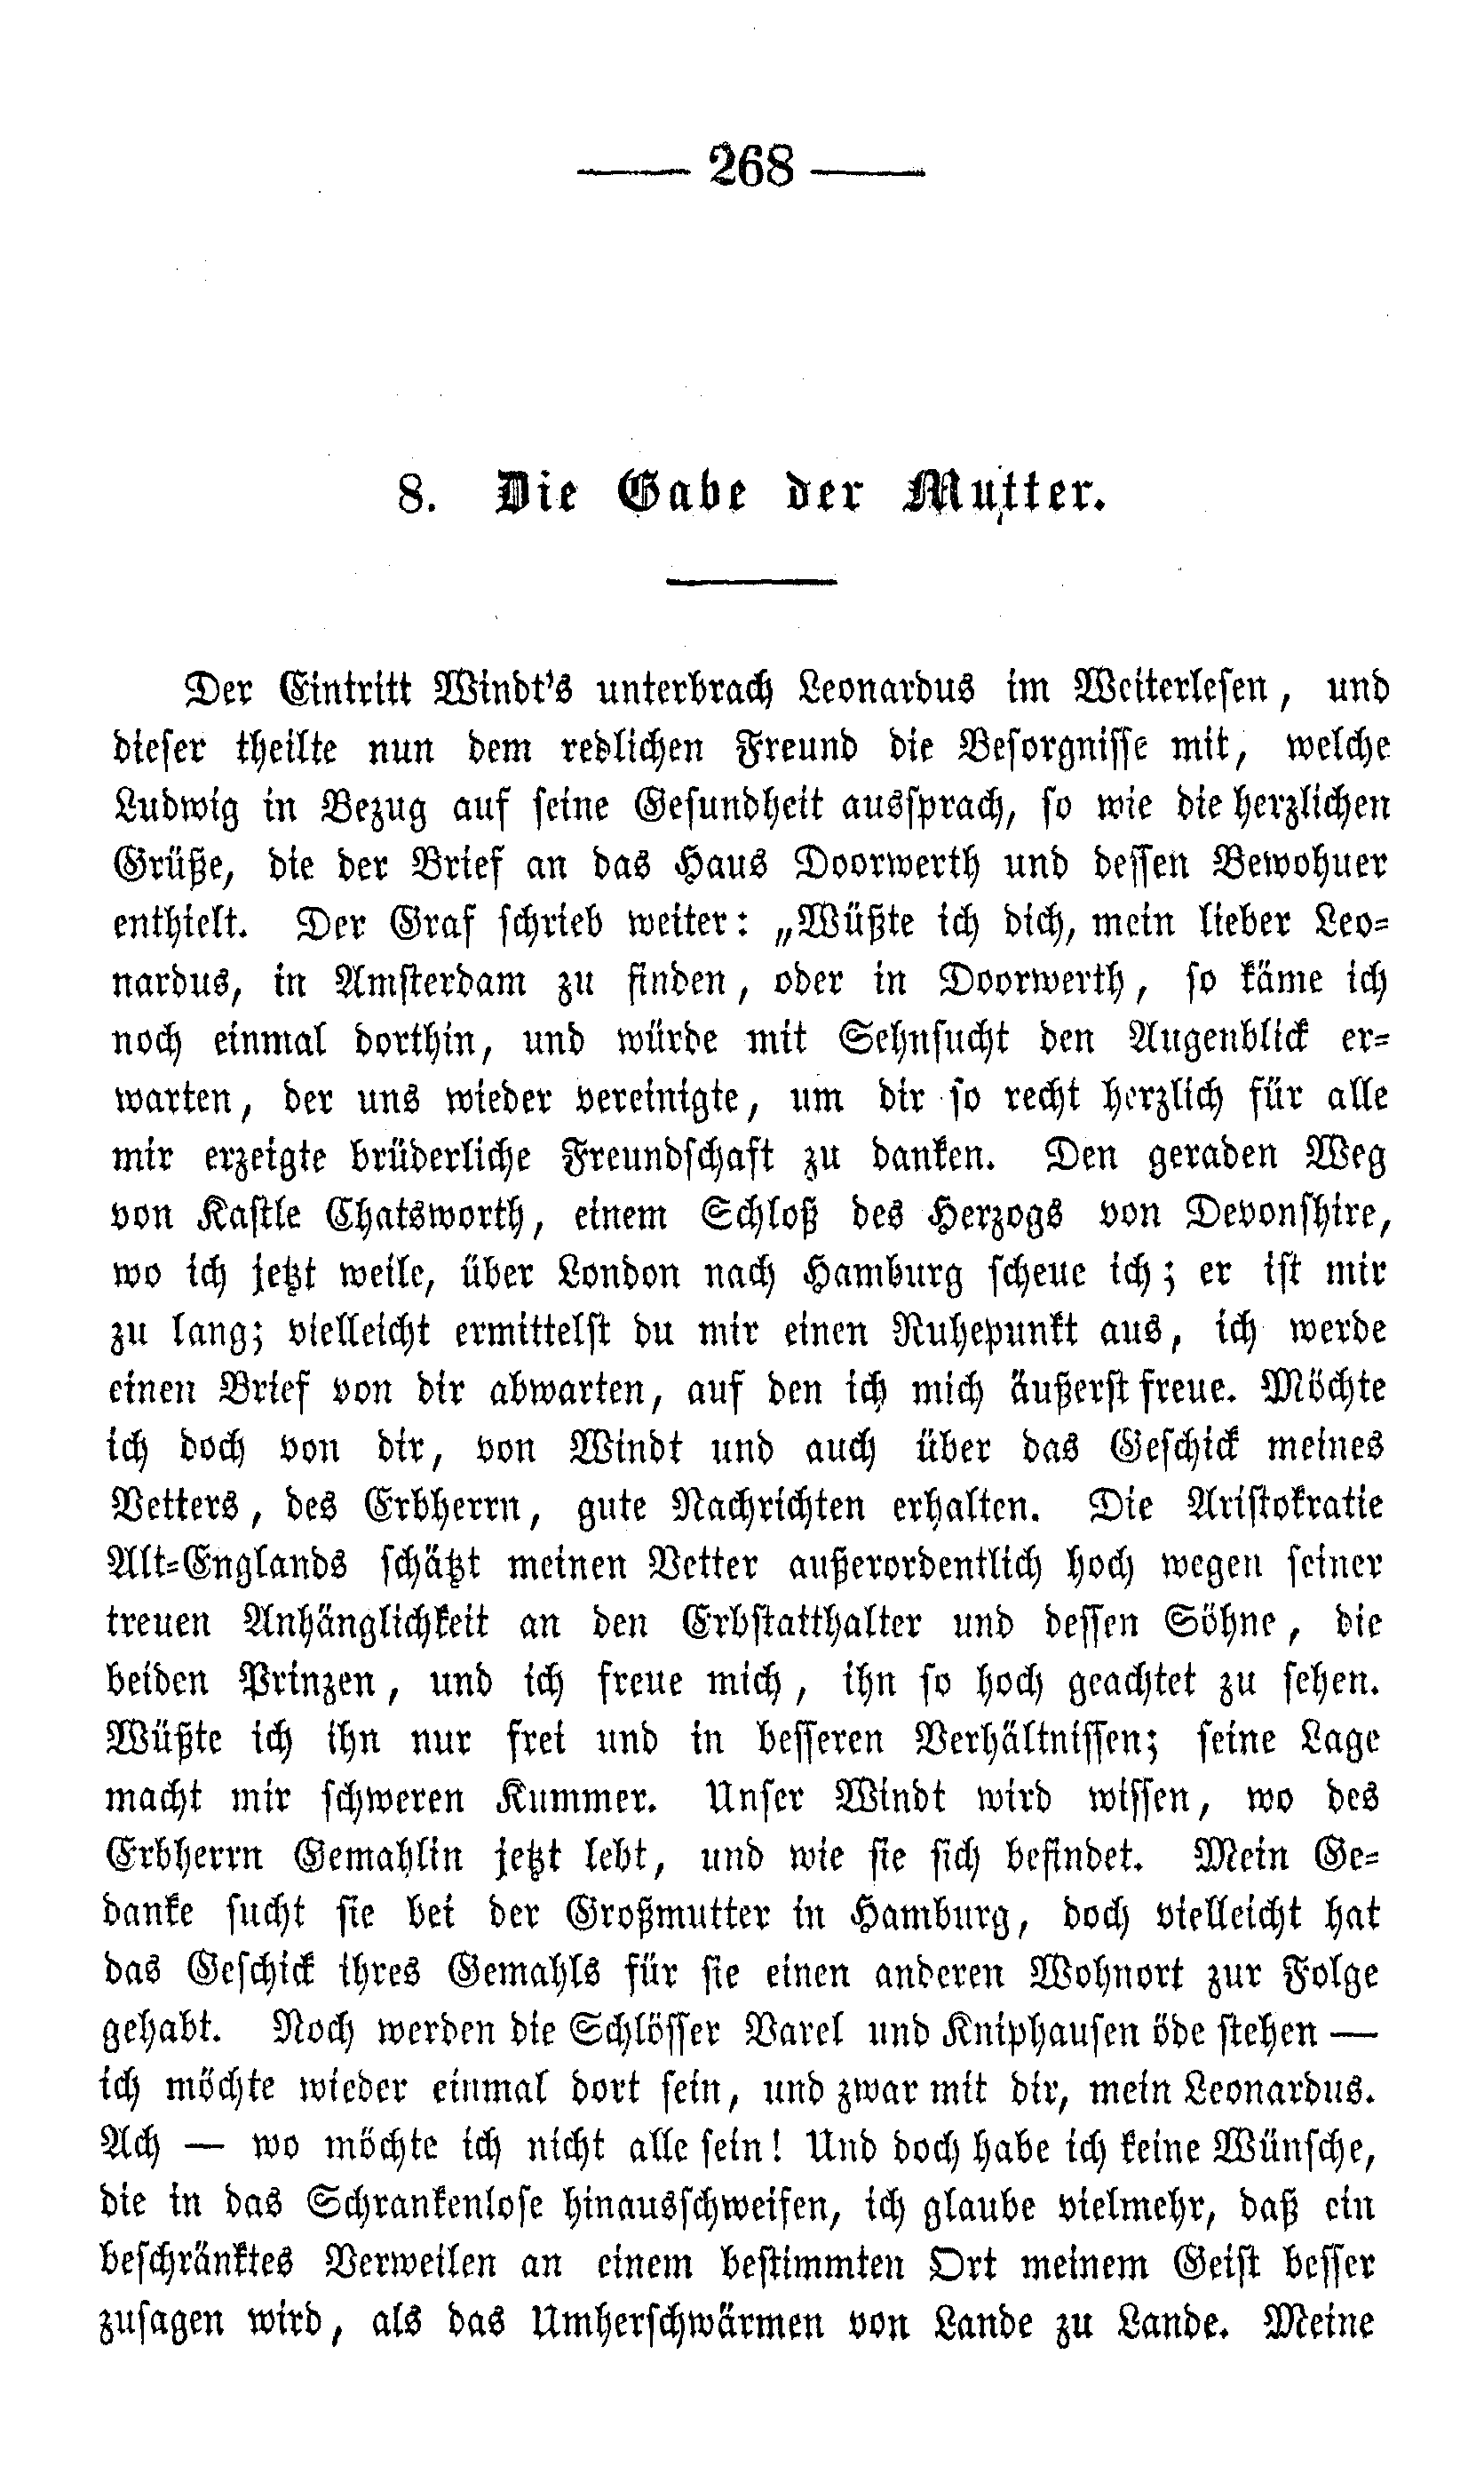 — 268 —
8. Die Gabe der Mutter.
Der Eintritt Windt's unterbrach Leonardus im Weiterlesen, und
dieser theilte nun dem redlichen Freund die Besorgnisse mit, welche
Ludwig in Bezug auf seine Gesundheit aussprach, so wie die herzlichen
Grüße, die der Brief an das Haus Doorwerth und dessen Bewohner
enthielt. Der Graf schrieb weiter: „Wüßte ich dich, mein lieber Leo-
nardus, in Amsterdam zu finden, oder in Doorwerth, so käme ich
noch einmal dorthin, und würde mit Sehnsucht den Augenblick er-
warten, der uns wieder vereinigte, um dir so recht herzlich für alle
mir erzeigte brüderliche Freundschaft zu danken. Den geraden Weg
von Kastle Chatsworth, einem Schloß des Herzogs von Devonshire,
wo ich jetzt weile, über London nach Hamburg scheue ich; er ist mir
zu lang; vielleicht ermittelst du mir einen Ruhepunkt aus, ich werde
einen Brief von dir abwarten, auf den ich mich äußerst freue. Möchte
ich doch von dir, von Windt und auch über das Geschick meines
Vetters, des Erbherrn, gute Nachrichten erhalten. Die Aristokratie
Alt-Englands schätzt meinen Vetter außerordentlich hoch wegen seiner
treuen Anhänglichkeit an den Erbstatthalter und dessen Söhne, die
beiden Prinzen, und ich freue mich, ihn so hoch geachtet zu sehen.
Wüßte ich ihn nur frei und in besseren Verhältnissen; seine Lage
macht mir schweren Kummer. Unser Windt wird wissen, wo des
Erbherrn Gemahlin jetzt lebt, und wie sie sich befindet. Mein Ge-
danke sucht sie bei der Großmutter in Hamburg, doch vielleicht hat
das Geschick ihres Gemahls für sie einen anderen Wohnort zur Folge
gehabt. Noch werden die Schlösser Varel und Kniphausen öde stehen —
ich möchte wieder einmal dort sein, und zwar mit dir, mein Leonardus.
Ach — wo möchte ich nicht alle sein! Und doch habe ich keine Wünsche,
die in das Schrankenlose hinausschweifen, ich glaube vielmehr, daß ein
beschränktes Verweilen an einem bestimmten Ort meinem Geist besser
zusagen wird, als das Umherschwärmen von Lande zu Lande. Meine